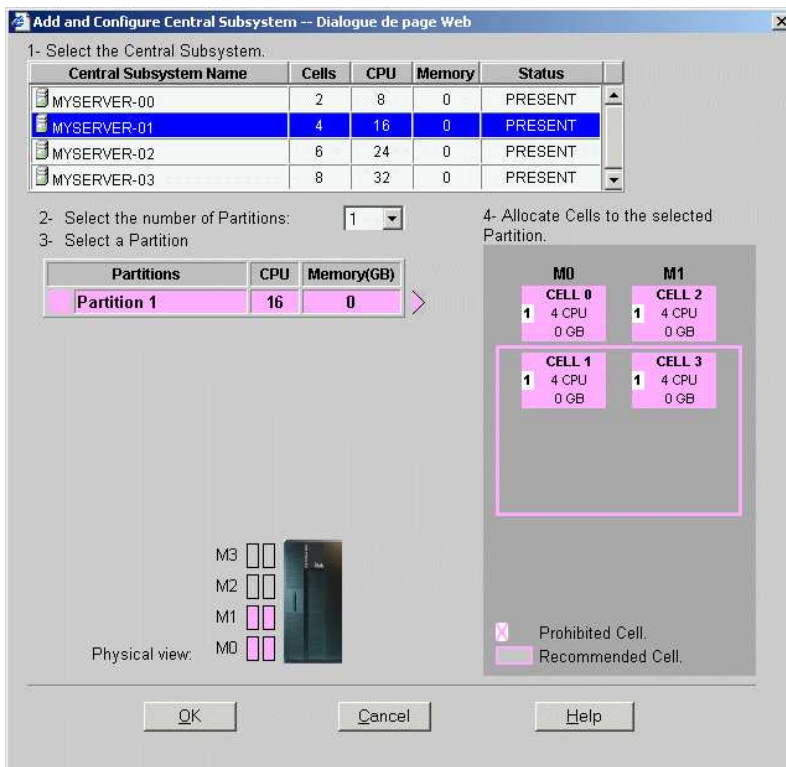 Add and Configure Central Subsystem -- Dialogue de page Web
1- Select the Central Subsystem.
Central Subsystem Name Cells CPU Memory Status
MYSERVER-00 2 8 0 PRESENT
MYSERVER-01 4 16 0 PRESENT
MYSERVER-02 6 24 0 PRESENT
MYSERVER-03 8 32 0 PRESENT
2- Select the number of Partitions: 1
3- Select a Partition
Partitions CPU Memory(GB)
Partition 1 16 0
4- Allocate Cells to the selected
Partition.
M0 M1
CELL 0 CELL 2
1 4 CPU 1 4 CPU
0 GB 0 GB
CELL 1 CELL 3
1 4 CPU 1 4 CPU
0 GB 0 GB
M3
M2
M1
Physical view: M0
X Prohibited Cell.
Recommended Cell.
OK Cancel Help